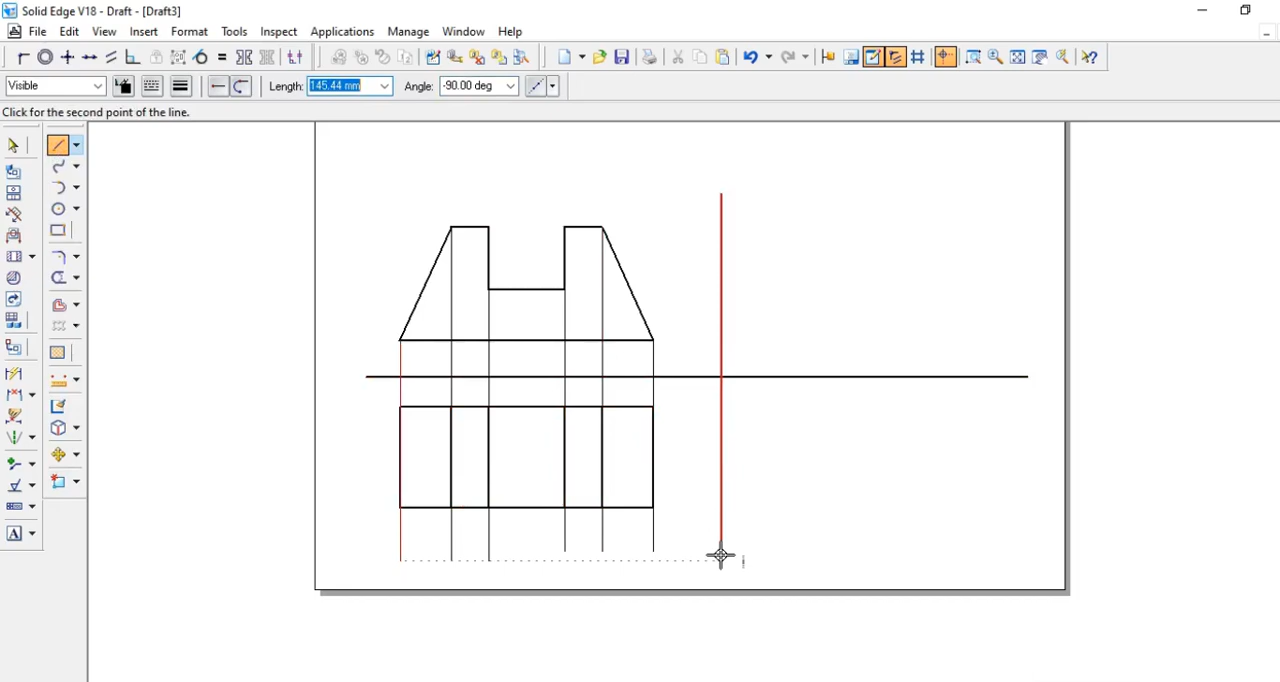 Solid Edge V18 - Draft - [Draft3]
File Edit View Insert Format Tools Inspect Applications Manage Window Help
Visible Length: 145.44 mm Angle: -90.00 deg
Click for the second point of the line.
A